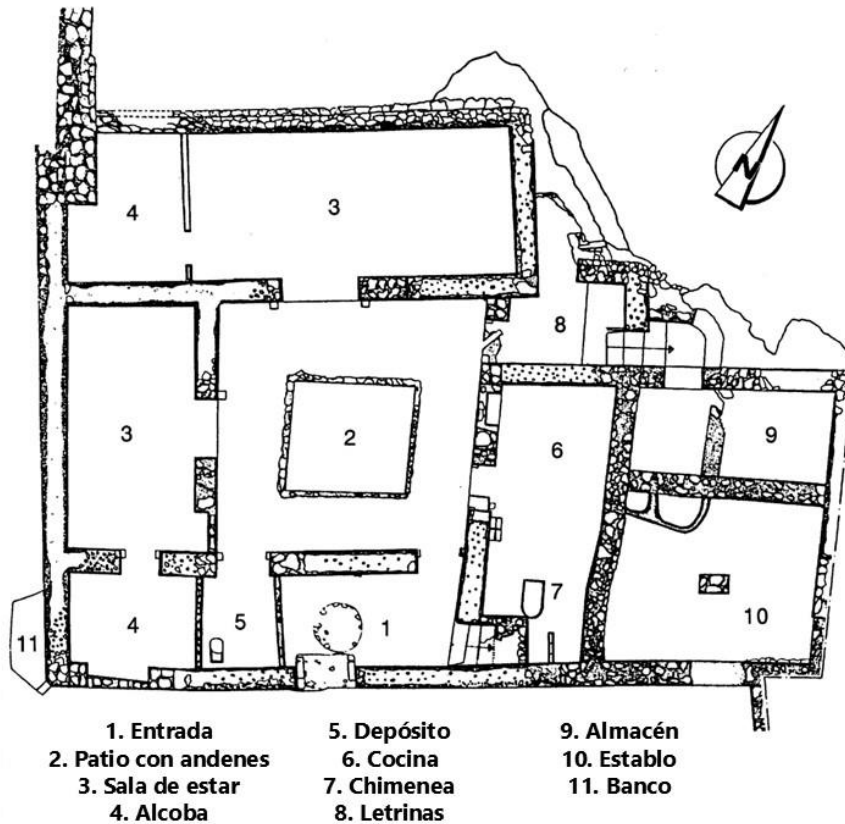 N
4
3
8
3
2
6
9
4
5
1
7
10
11
1. Entrada
2. Patio con andenes
3. Sala de estar
4. Alcoba
5. Depósito
6. Cocina
7. Chimenea
8. Letrinas
9. Almacén
10. Establo
11. Banco